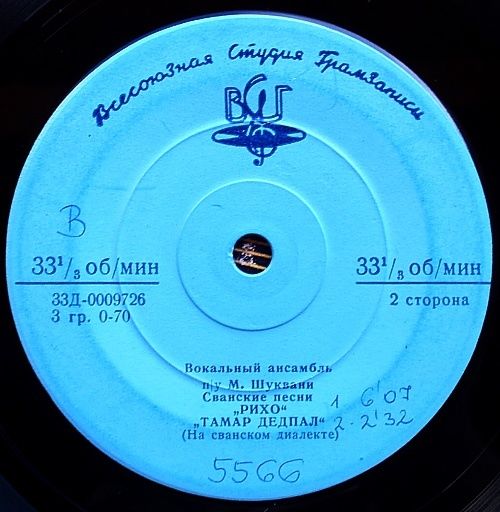 Всесоюзная Студия Грамзаписи
ВСГ
В
33¹/₃ об/мин
33Д-0009726
3 гр. 0-70
33¹/₃ об/мин
2 сторона
Вокальный ансамбль
п/у М. Шуквани
Сванские песни
„РИХО“ 1 6'07
„ТАМАР ДЕДПАЛ“ 2-2'32
(На сванском диалекте)
5566